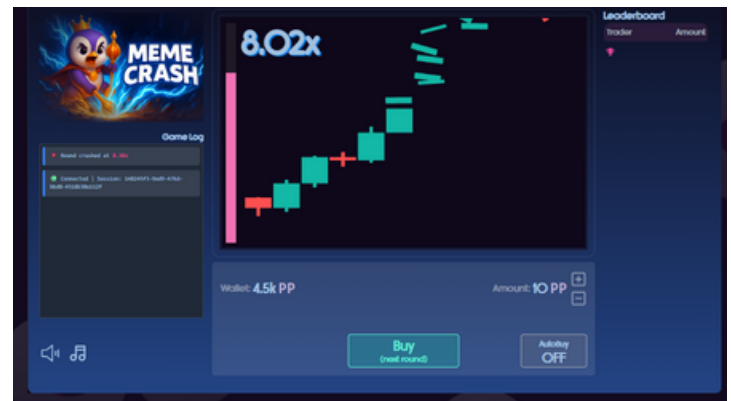 MEME
CRASH
Game Log
Round crashed at
Connected | Session:
8.02x
Wallet: 4.5k PP
Amount: 10 PP
+
−
Buy
(next round)
Autobuy
OFF
Leaderboard
Trader Amount